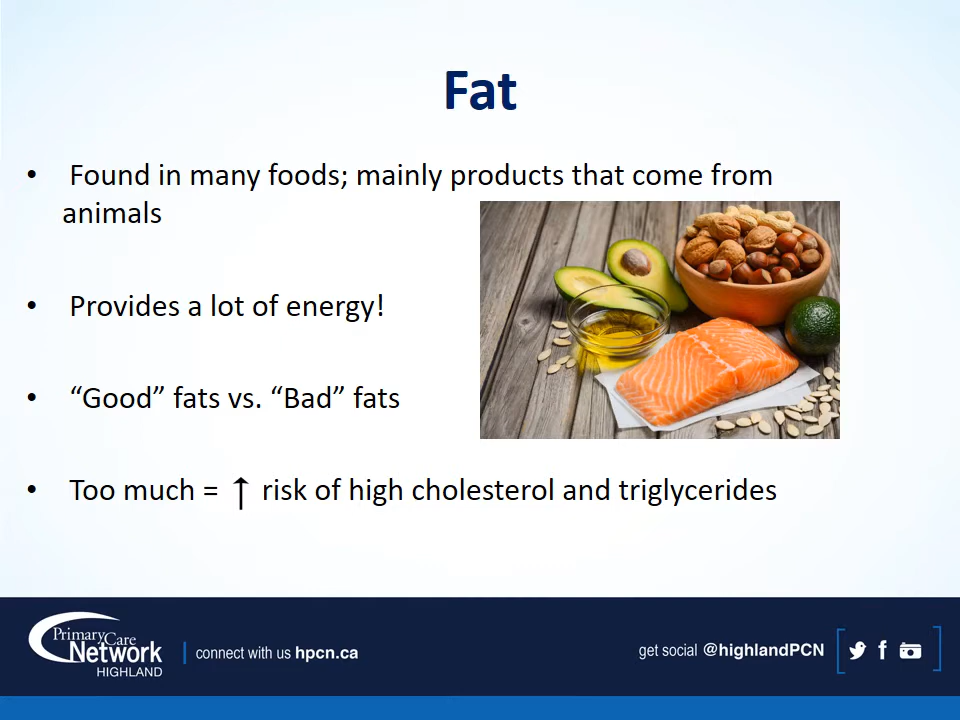 Fat
• Found in many foods; mainly products that come from
animals
• Provides a lot of energy!
• “Good” fats vs. “Bad” fats
• Too much = ↑ risk of high cholesterol and triglycerides
PrimaryCare
Network
HIGHLAND
connect with us hpcn.ca
get social @highlandPCN